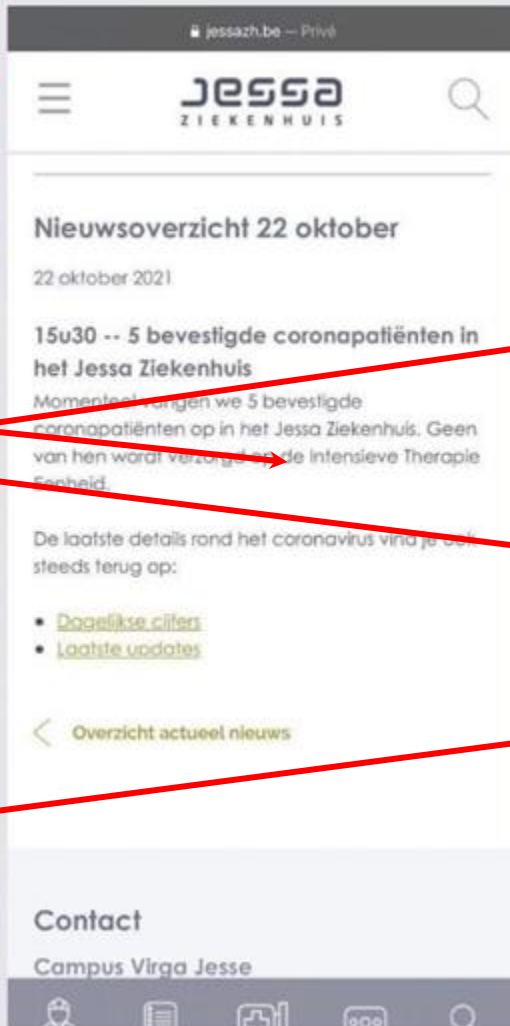 jessazh.be — Privé
Jessa
ZIEKENHUIS
Nieuwsoverzicht 22 oktober
22 oktober 2021
15u30 -- 5 bevestigde coronapatiënten in
het Jessa Ziekenhuis
Momenteel vangen we 5 bevestigde
coronapatiënten op in het Jessa Ziekenhuis. Geen
van hen wordt verzorgd op de Intensieve Therapie
Eenheid.
De laatste details rond het coronavirus vind je ook
steeds terug op:
Dagelijkse cijfers
Laatste updates
Overzicht actueel nieuws
Contact
Campus Virga Jesse